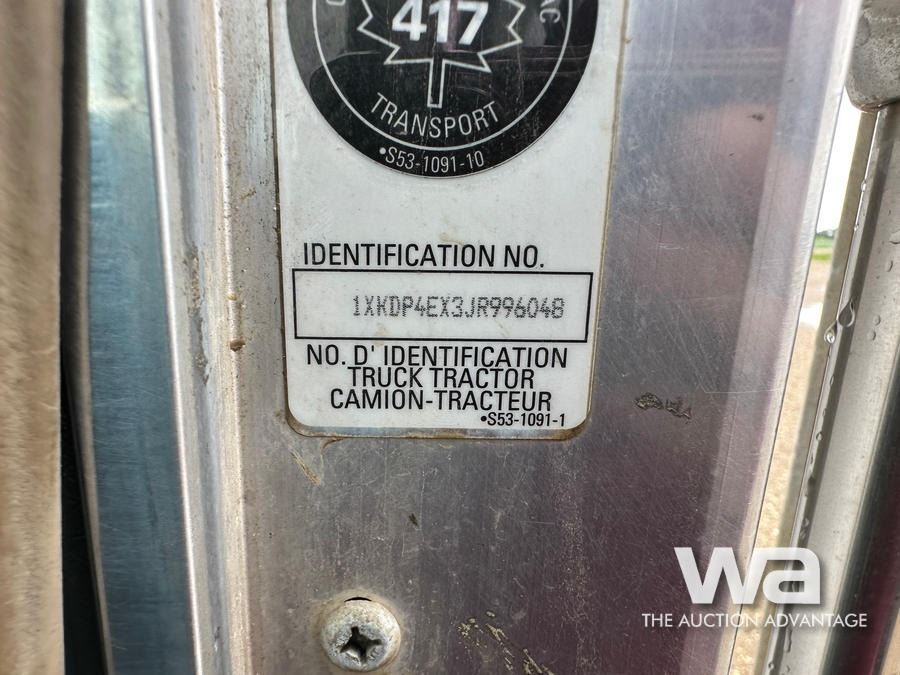 417
TRANSPORT
•S53-1091-10
IDENTIFICATION NO.
1XKDP4EX3JR996048
NO. D' IDENTIFICATION
TRUCK TRACTOR
CAMION-TRACTEUR
•S53-1091-1
wa
THE AUCTION ADVANTAGE